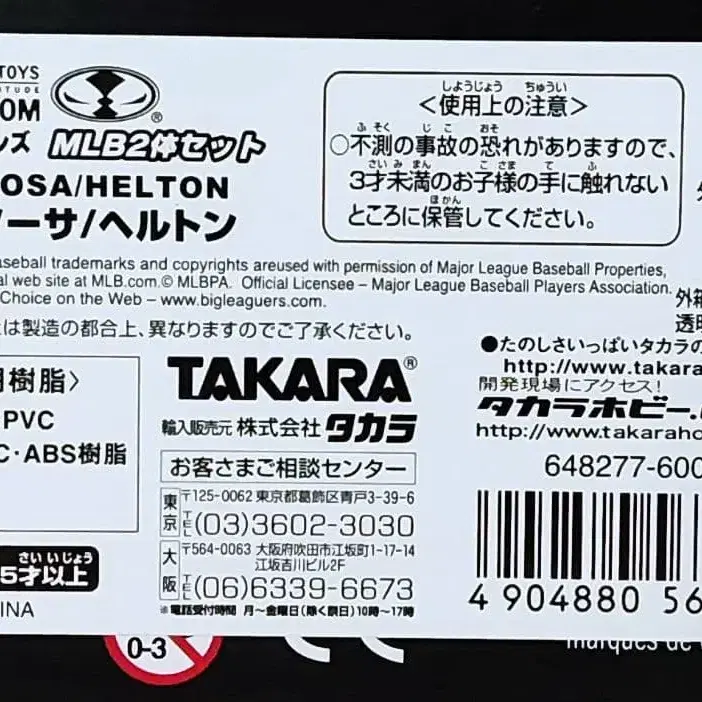 TOYS
OM
®
ンズ MLB2体セット
OSA/HELTON
ソーサ/ヘルトン
<使用上の注意>
しようじょう ちゅうい
○不測の事故の恐れがありますので、
ふそく じこ おそ
3才未満のお子様の手に触れない
さいみまん こさま て ふ
ところに保管してください。
ほかん
aseball trademarks and copyrights areused with permission of Major League Baseball Properties,
al web site at MLB.com.© MLBPA. Official Licensee – Major League Baseball Players Association.
Choice on the Web – www.bigleaguers.com.
は製造の都合上、異なりますのでご了承ください。
外箱
透明
樹脂>
PVC
C・ABS樹脂
さいいじょう
5才以上
INA
TAKARA®
輸入販売元 株式会社タカラ
お客さまご相談センター
東京 〒125-0062 東京都葛飾区青戸3-39-6
TEL (03)3602-3030
大阪 〒564-0063 大阪府吹田市江坂町1-17-14
江坂吉川ビル2F
TEL (06)6339-6673
※電話受付時間 月〜金曜日(除く祭日)10時〜17時
●たのしさいっぱいタカラの
http://www.takara
開発現場にアクセス!
タカラホビー.
http://www.takaraho
648277-600
4 904880 56
0-3
marques de